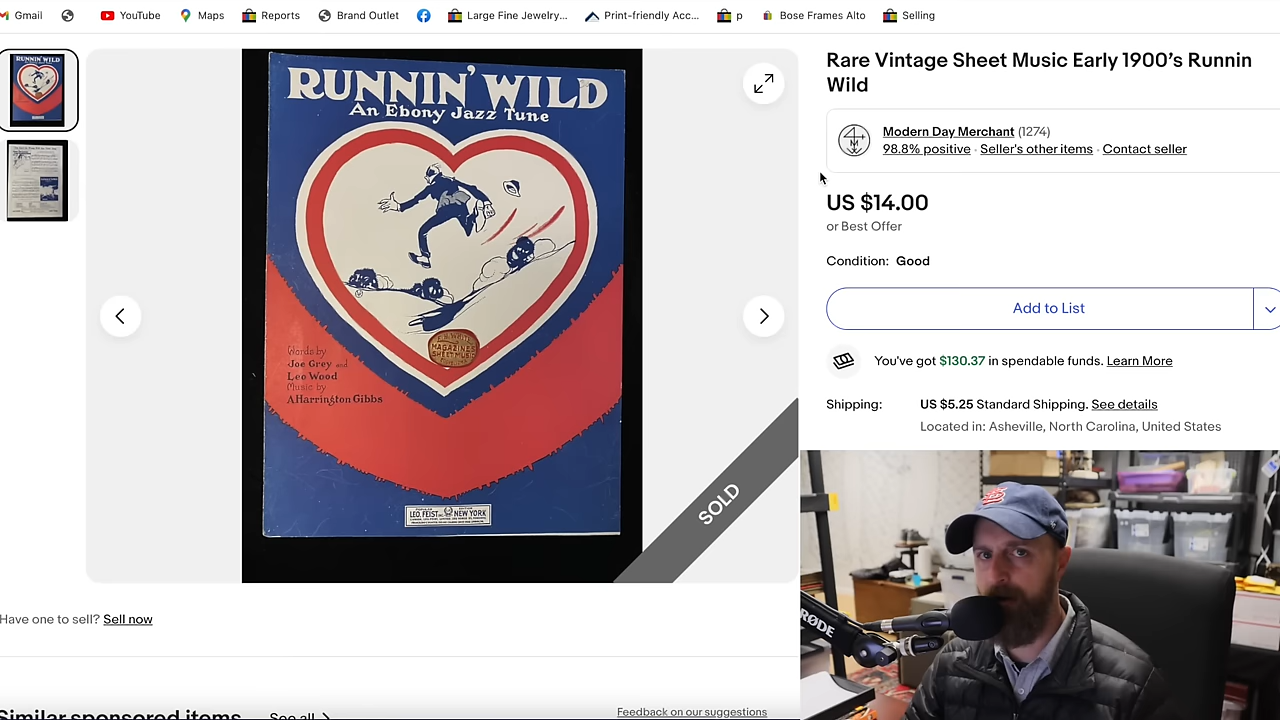 Gmail
YouTube
Maps
Reports
Brand Outlet
Large Fine Jewelry...
Print-friendly Acc...
p
Bose Frames Alto
Selling
RUNNIN' WILD
An Ebony Jazz Tune
MAGAZINES
SHEET MUSIC
Words by
Joe Grey and
Leo Wood
Music by
A Harrington Gibbs
LEO. FEIST INC. NEW YORK
SOLD
Rare Vintage Sheet Music Early 1900's Runnin
Wild
Modern Day Merchant (1274)
98.8% positive · Seller's other items · Contact seller
US $14.00
or Best Offer
Condition: Good
Add to List
You've got $130.37 in spendable funds. Learn More
Shipping: US $5.25 Standard Shipping. See details
Located in: Asheville, North Carolina, United States
RØDE
Have one to sell? Sell now
Similar sponsored items See all
Feedback on our suggestions